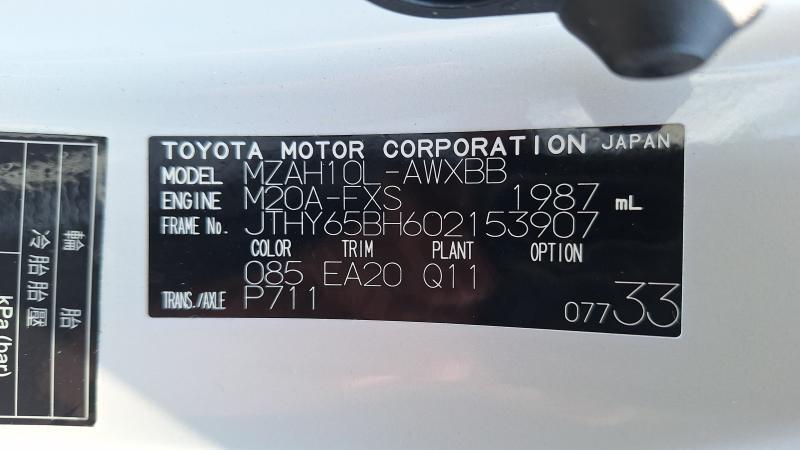 TOYOTA MOTOR CORPORATION JAPAN
MODEL MZAH10L-AWXBB
ENGINE M20A-FXS 1987 mL
FRAME No. JTHY65BH602153907
COLOR TRIM PLANT OPTION
085 EA20 Q11
TRANS./AXLE P711
07733
輪胎
冷胎胎壓
kPa (bar)